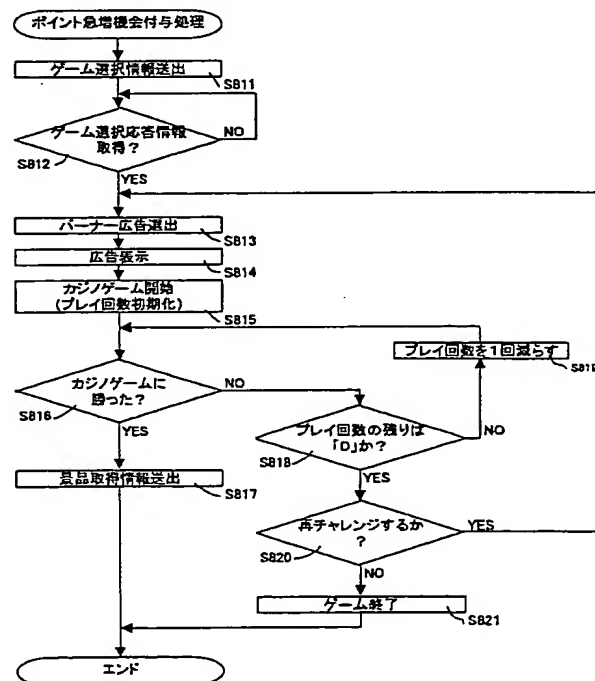 ポイント急増機会付与処理
ゲーム選択情報送出
S811
ゲーム選択応答情報
取得？
NO
S812
YES
バーナー広告選出
S813
広告表示
S814
カジノゲーム開始
(プレイ回数初期化)
S815
プレイ回数を1回減らす
S819
カジノゲームに
勝った？
NO
S816
YES
プレイ回数の残りは
「0」か？
NO
S818
YES
景品取得情報送出
S817
再チャレンジするか
？
YES
S820
NO
ゲーム終了
S821
エンド